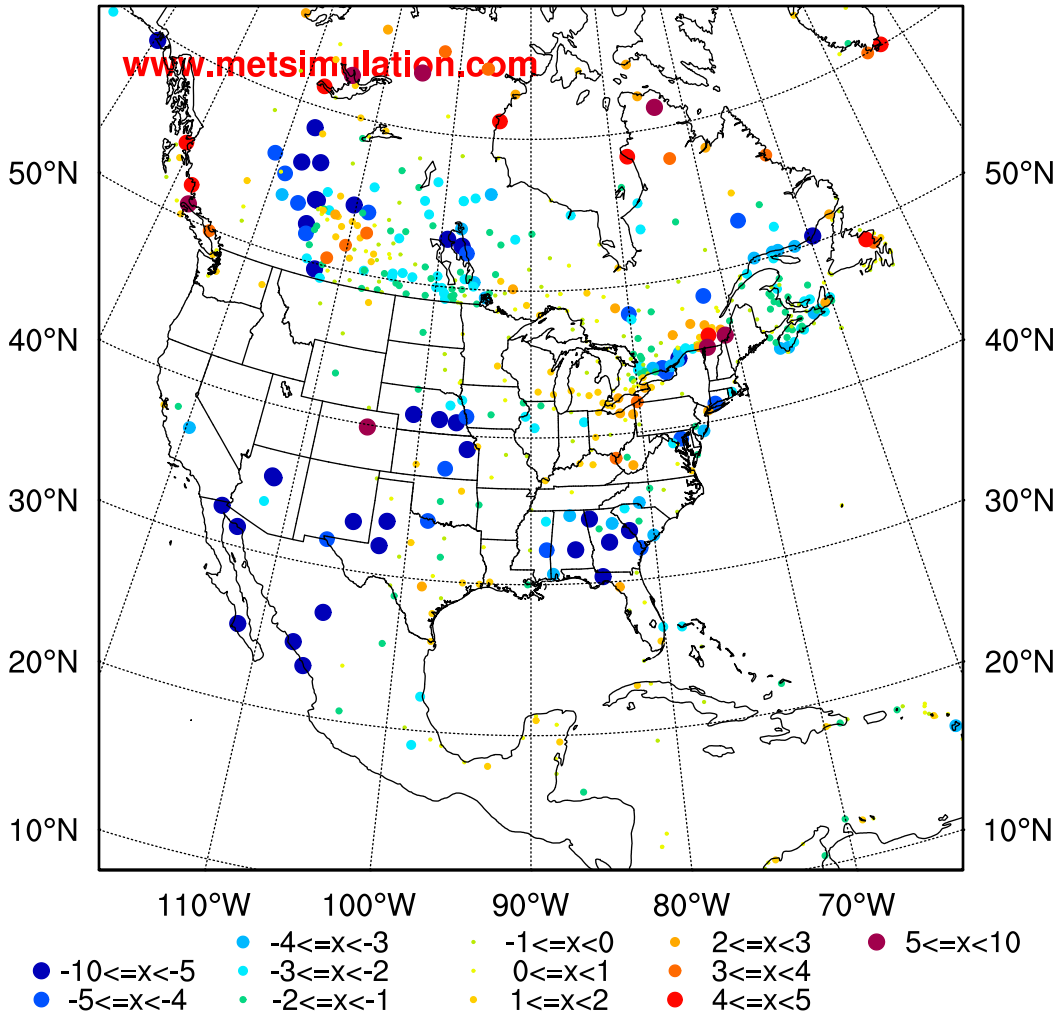 www.metsimulation.com
50°N 50°N
40°N 40°N
30°N 30°N
20°N 20°N
10°N 10°N
110°W 100°W 90°W 80°W 70°W
-4<=x<-3 -1<=x<0 2<=x<3 5<=x<10
-10<=x<-5 -3<=x<-2 0<=x<1 3<=x<4
-5<=x<-4 -2<=x<-1 1<=x<2 4<=x<5